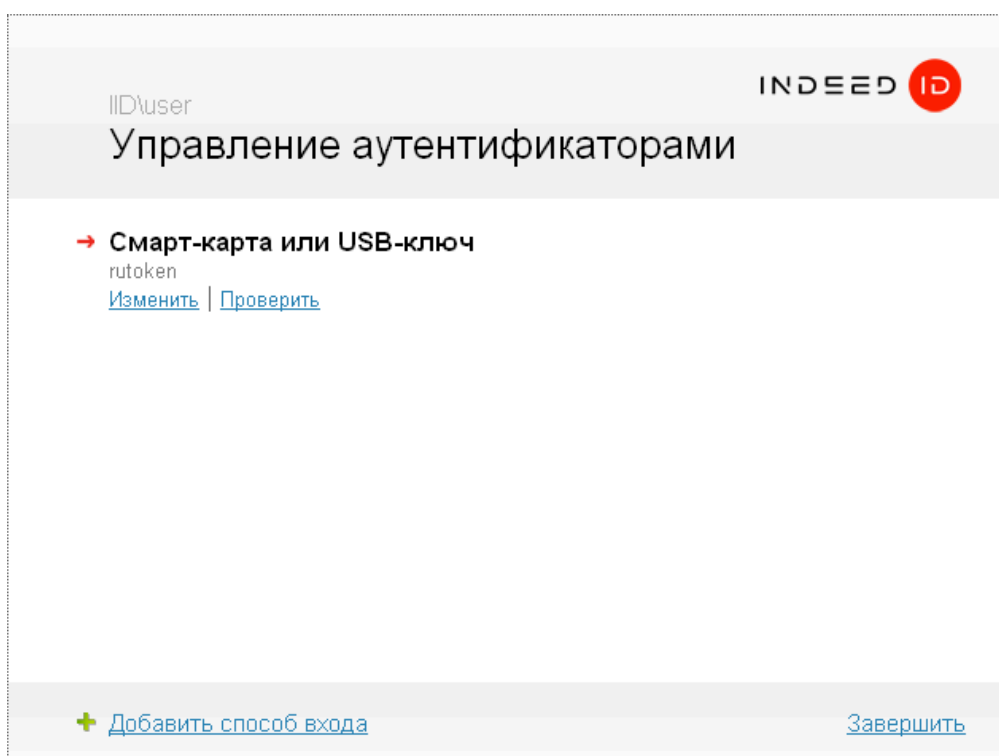 INDEED ID
IID\user
Управление аутентификаторами
Смарт-карта или USB-ключ
rutoken
Изменить | Проверить
Добавить способ входа
Завершить